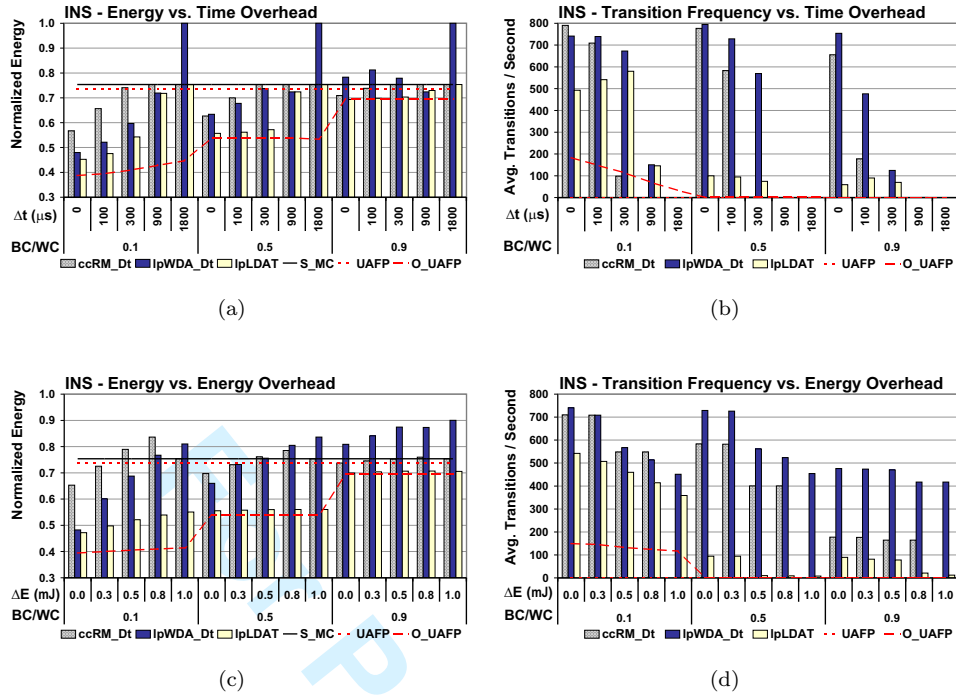 INS - Energy vs. Time Overhead
Normalized Energy
1.0
0.9
0.8
0.7
0.6
0.5
0.4
0.3
Δt (μs)
0 100 300 900 1800 0 100 300 900 1800 0 100 300 900 1800
BC/WC 0.1 0.5 0.9
ccRM_Dt lpWDA_Dt lpLDAT S_MC UAFP O_UAFP
(a)
INS - Transition Frequency vs. Time Overhead
Avg. Transitions / Second
800
700
600
500
400
300
200
100
0
Δt (μs)
0 100 300 900 1800 0 100 300 900 1800 0 100 300 900 1800
BC/WC 0.1 0.5 0.9
ccRM_Dt lpWDA_Dt lpLDAT UAFP O_UAFP
(b)
INS - Energy vs. Energy Overhead
Normalized Energy
1.0
0.9
0.8
0.7
0.6
0.5
0.4
0.3
ΔE (mJ) 0.0 0.3 0.5 0.8 1.0 0.0 0.3 0.5 0.8 1.0 0.0 0.3 0.5 0.8 1.0
BC/WC 0.1 0.5 0.9
ccRM_Dt lpWDA_Dt lpLDAT S_MC UAFP O_UAFP
(c)
INS - Transition Frequency vs. Energy Overhead
Avg. Transitions / Second
800
700
600
500
400
300
200
100
0
ΔE (mJ) 0.0 0.3 0.5 0.8 1.0 0.0 0.3 0.5 0.8 1.0 0.0 0.3 0.5 0.8 1.0
BC/WC 0.1 0.5 0.9
ccRM_Dt lpWDA_Dt lpLDAT UAFP O_UAFP
(d)